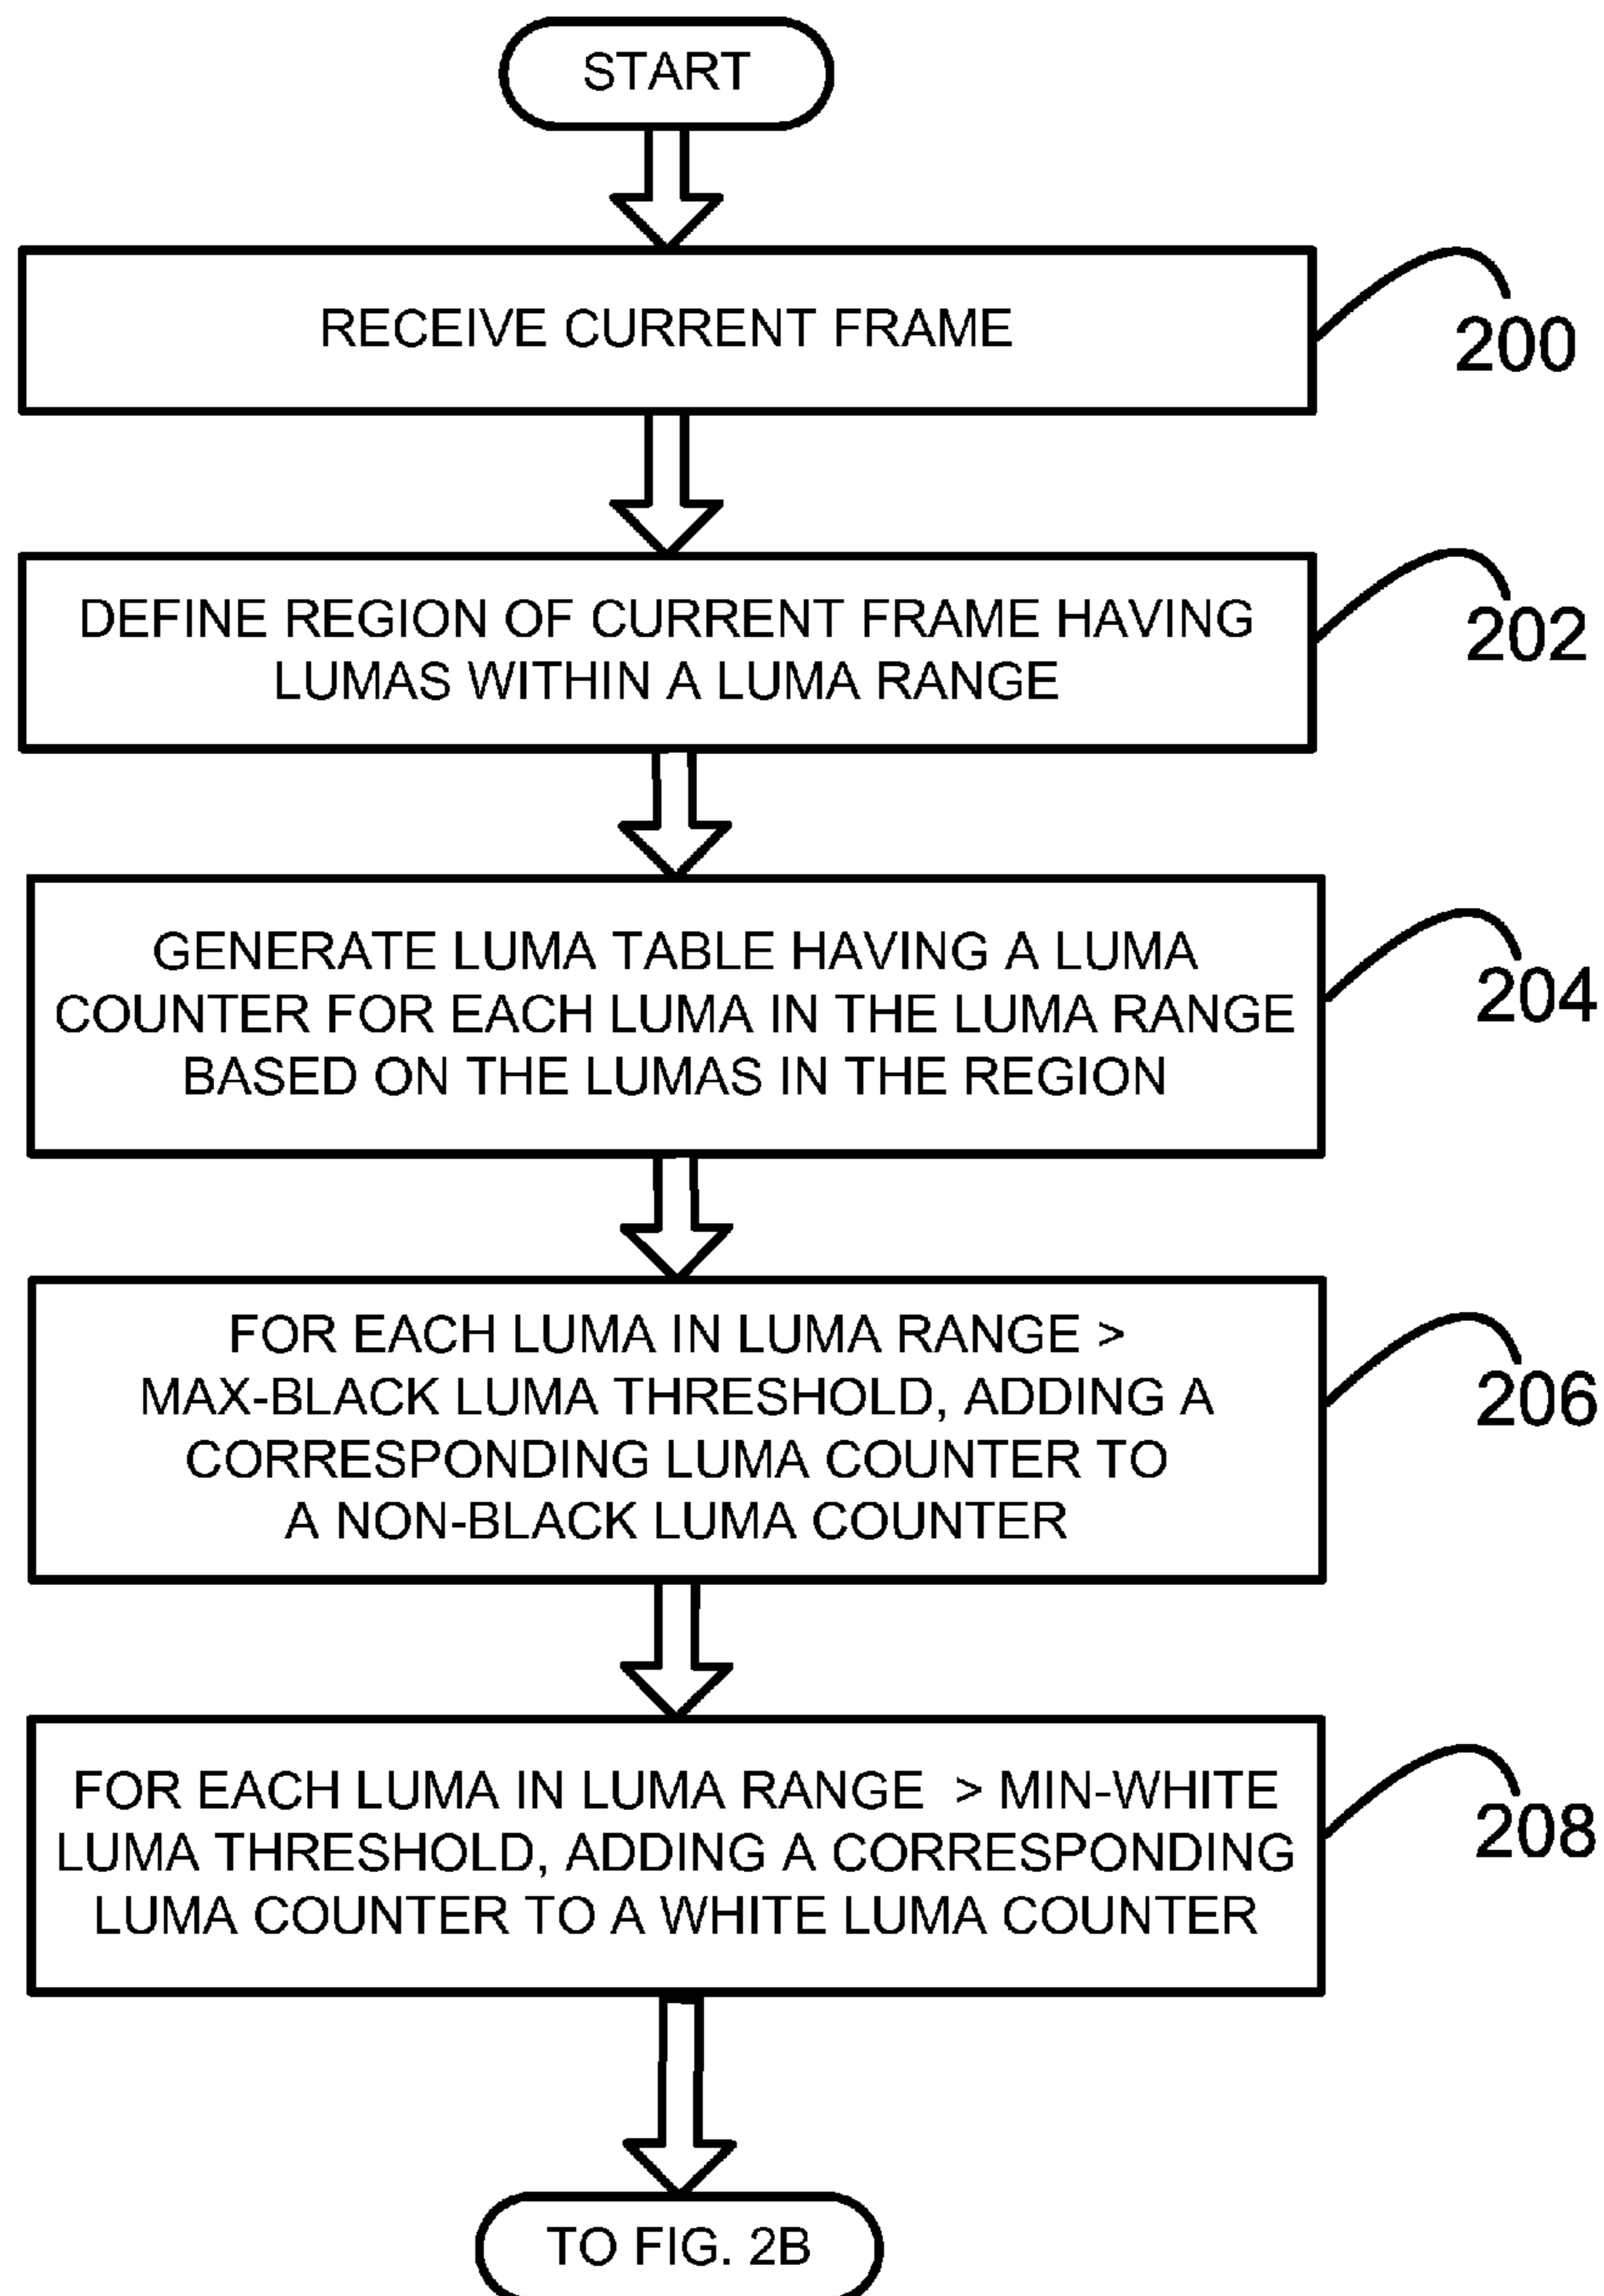 START
RECEIVE CURRENT FRAME
200
DEFINE REGION OF CURRENT FRAME HAVING
LUMAS WITHIN A LUMA RANGE
202
GENERATE LUMA TABLE HAVING A LUMA
COUNTER FOR EACH LUMA IN THE LUMA RANGE
BASED ON THE LUMAS IN THE REGION
204
FOR EACH LUMA IN LUMA RANGE >
MAX-BLACK LUMA THRESHOLD, ADDING A
CORRESPONDING LUMA COUNTER TO
A NON-BLACK LUMA COUNTER
206
FOR EACH LUMA IN LUMA RANGE > MIN-WHITE
LUMA THRESHOLD, ADDING A CORRESPONDING
LUMA COUNTER TO A WHITE LUMA COUNTER
208
TO FIG. 2B